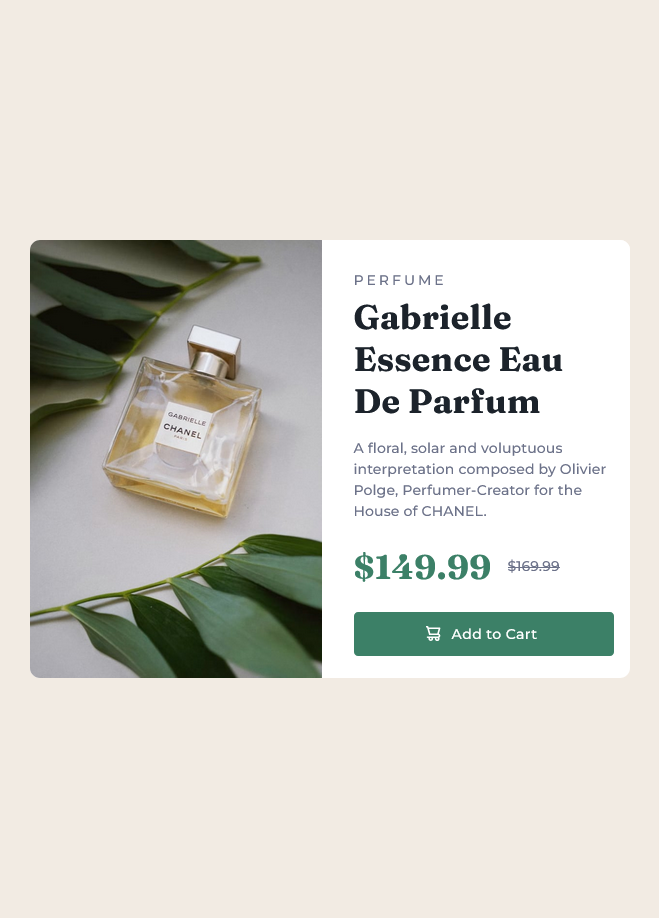 GABRIELLE
CHANEL
PARIS
PERFUME
Gabrielle
Essence Eau
De Parfum
A floral, solar and voluptuous
interpretation composed by Olivier
Polge, Perfumer-Creator for the
House of CHANEL.
$149.99 $169.99
Add to Cart